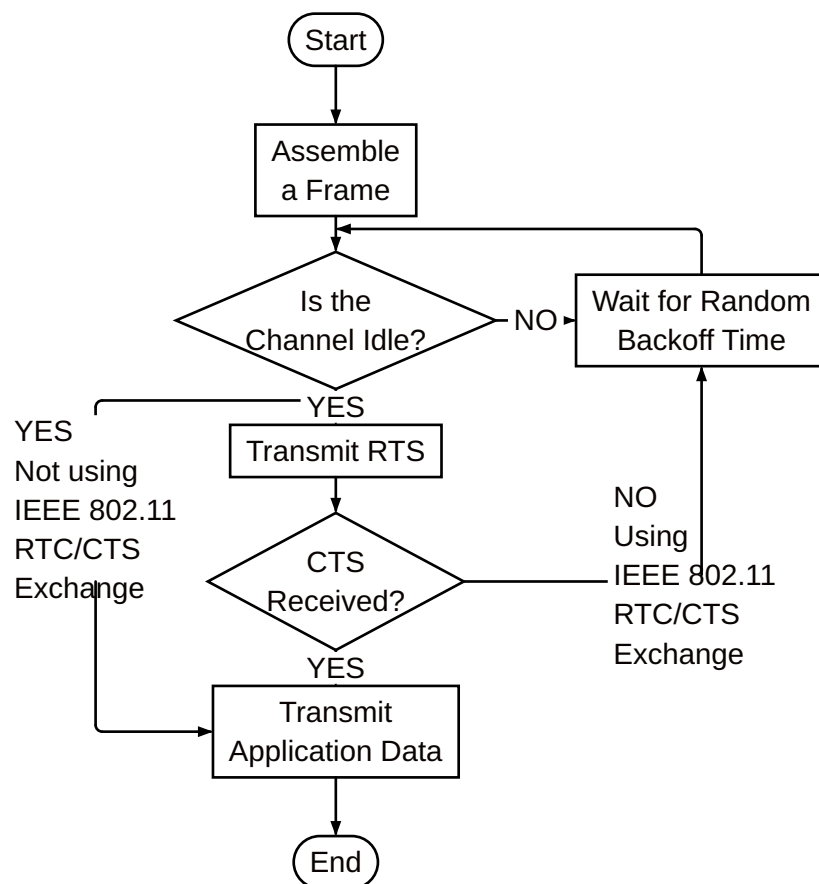 Start
Assemble
a Frame
Is the
Channel Idle?
NO
Wait for Random
Backoff Time
YES
YES
Not using
IEEE 802.11
RTC/CTS
Exchange
Transmit RTS
CTS
Received?
NO
Using
IEEE 802.11
RTC/CTS
Exchange
YES
Transmit
Application Data
End